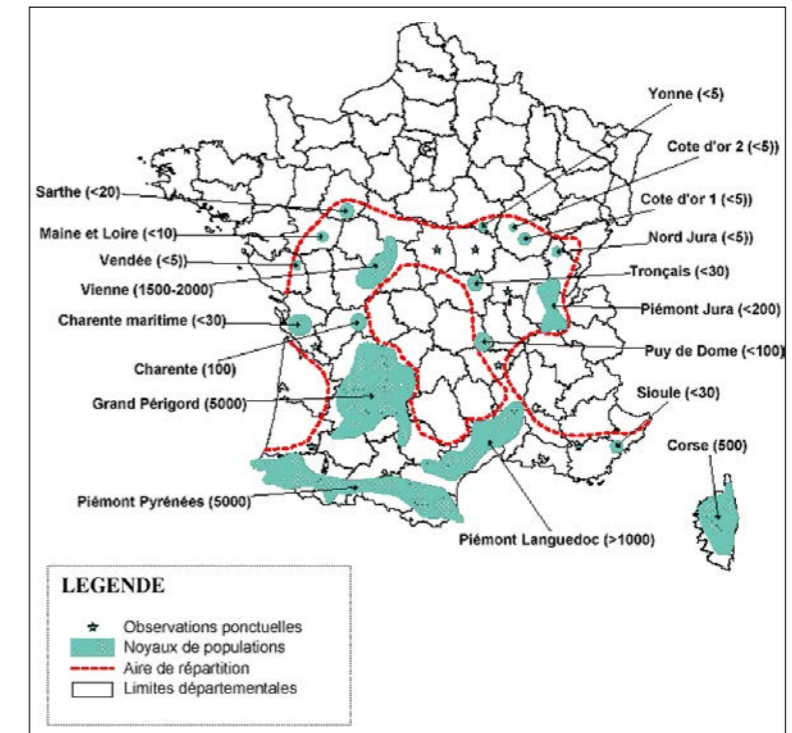 Yonne (<5)
Cote d'or 2 (<5))
Cote d'or 1 (<5))
Sarthe (<20)
Maine et Loire (<10)
Nord Jura (<5))
Vendée (<5))
Tronçais (<30)
Vienne (1500-2000)
Piémont Jura (<200)
Charente maritime (<30)
Puy de Dome (<100)
Charente (100)
Sioule (<30)
Grand Périgord (5000)
Corse (500)
Piémont Pyrénées (5000)
Piémont Languedoc (>1000)
LEGENDE
Observations ponctuelles
Noyaux de populations
Aire de répartition
Limites départementales